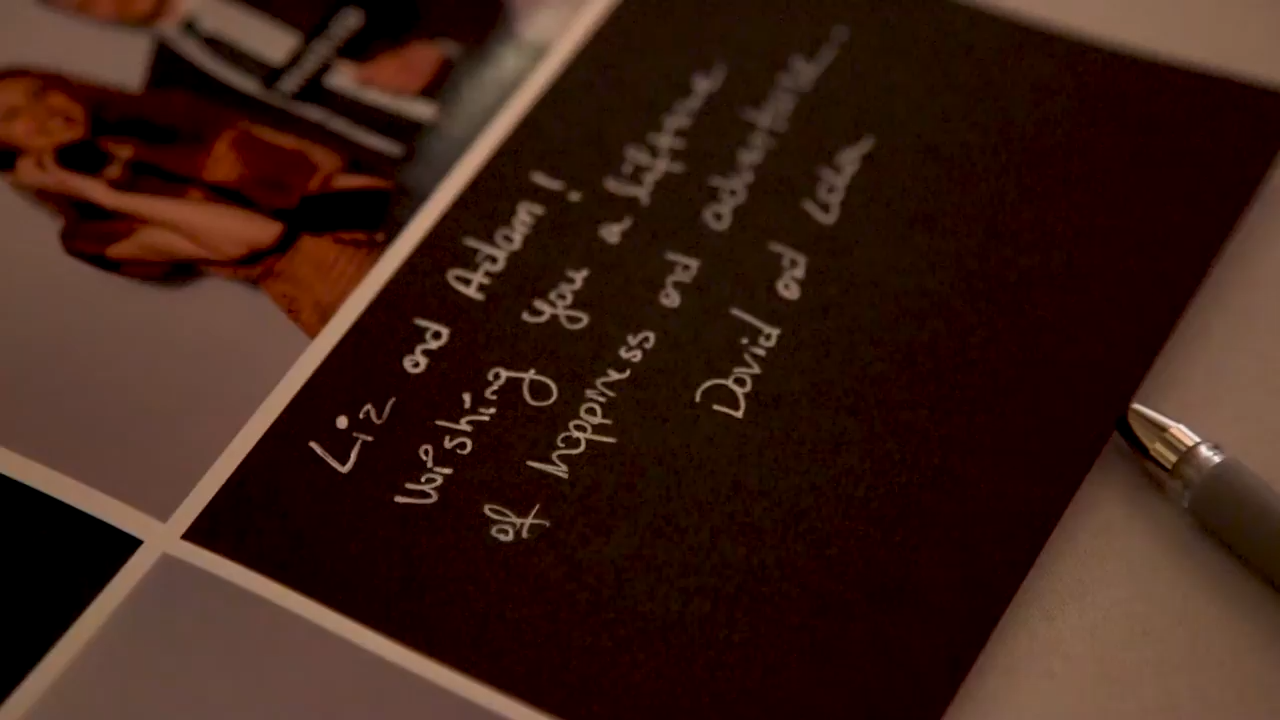 Liz and Adam!
Wishing you a lifetime
of happiness and adventure.
David and